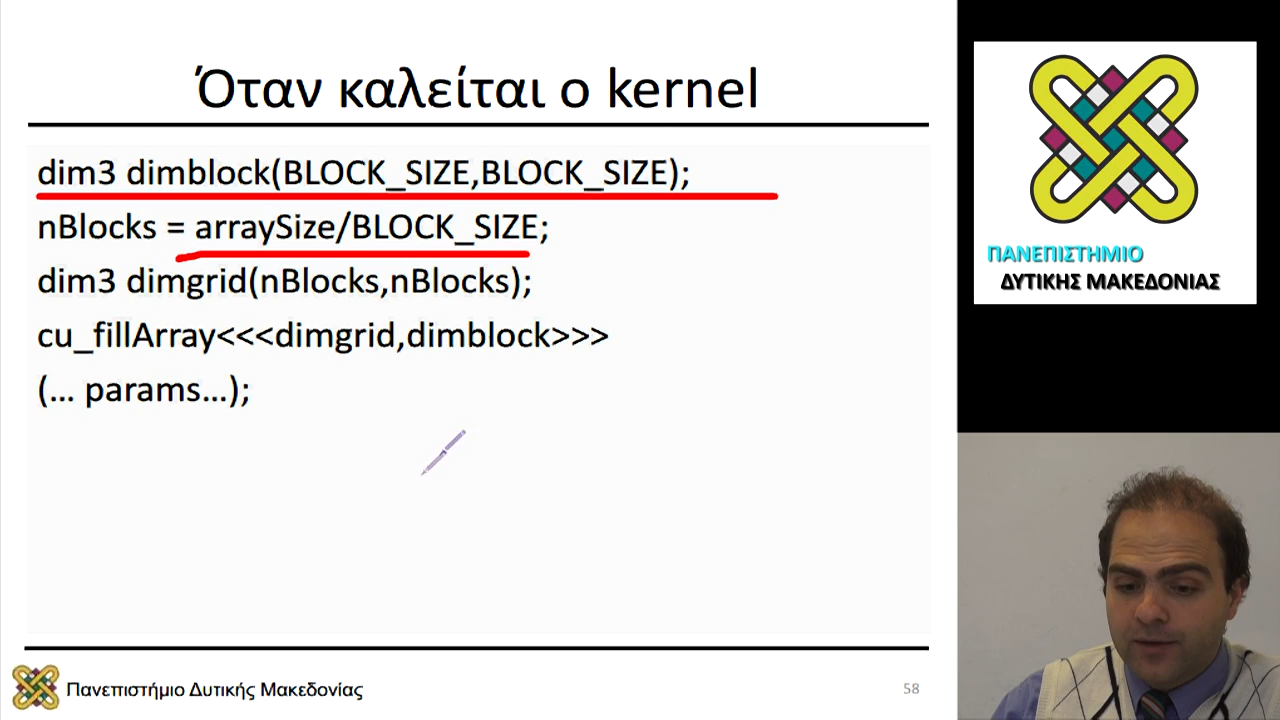 Όταν καλείται ο kernel
dim3 dimblock(BLOCK_SIZE,BLOCK_SIZE);
nBlocks = arraySize/BLOCK_SIZE;
dim3 dimgrid(nBlocks,nBlocks);
cu_fillArray<<<dimgrid,dimblock>>>
(… params…);
Πανεπιστήμιο Δυτικής Μακεδονίας
58
ΠΑΝΕΠΙΣΤΗΜΙΟ
ΔΥΤΙΚΗΣ ΜΑΚΕΔΟΝΙΑΣ